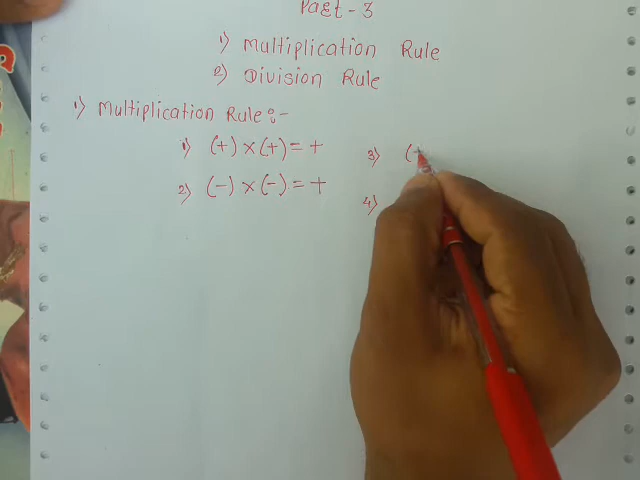 Part - 3
1) Multiplication Rule
2) Division Rule
1) Multiplication Rule :-
1) (+) × (+) = +
2) (-) × (-) = +
3) (+
4)